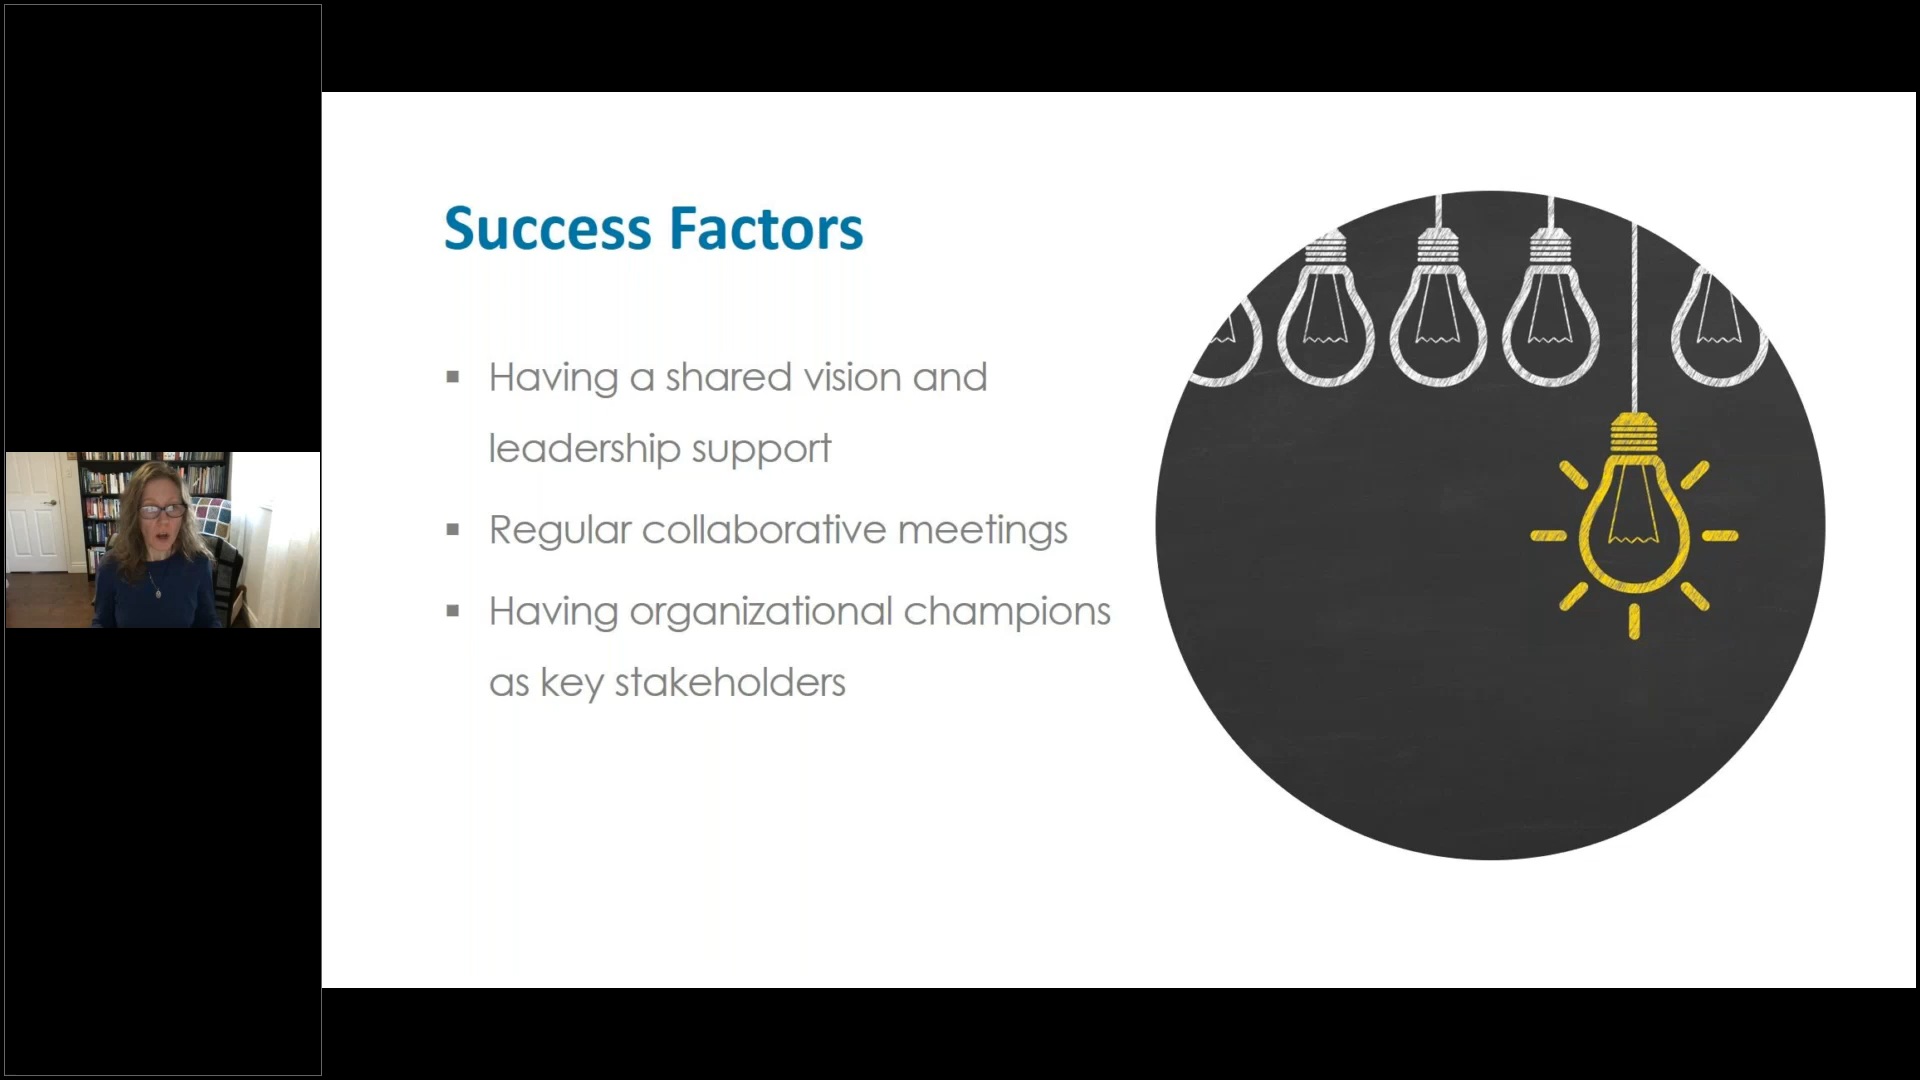 Success Factors
Having a shared vision and
leadership support
Regular collaborative meetings
Having organizational champions
as key stakeholders